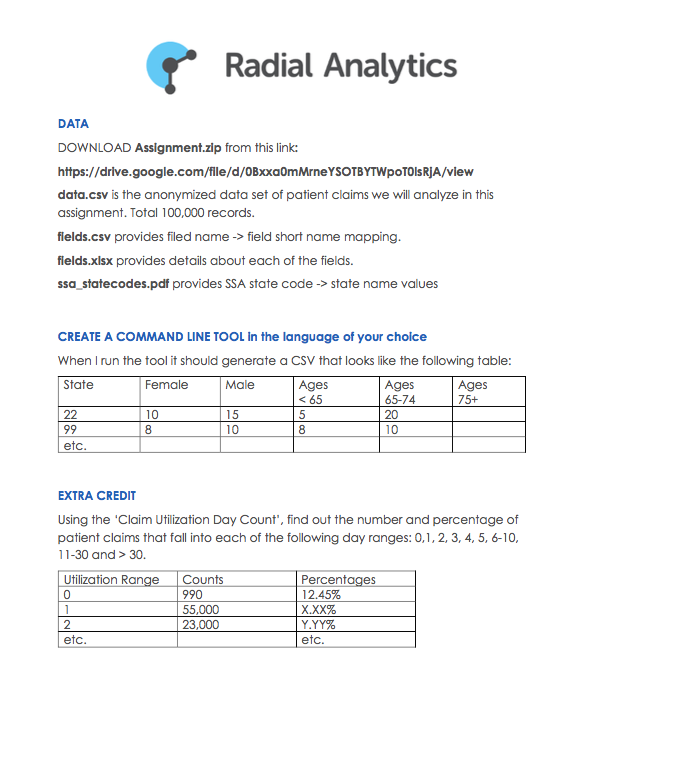 Radial Analytics
DATA
DOWNLOAD Assignment.zip from this link:
https://drive.google.com/file/d/0Bxxa0mMrneYSOTBYTWpoT0lsRjA/view
data.csv is the anonymized data set of patient claims we will analyze in this
assignment. Total 100,000 records.
fields.csv provides filed name -> field short name mapping.
fields.xlsx provides details about each of the fields.
ssa_statecodes.pdf provides SSA state code -> state name values
CREATE A COMMAND LINE TOOL in the language of your choice
When I run the tool it should generate a CSV that looks like the following table:
State Female Male Ages Ages Ages
< 65 65-74 75+
22 10 15 5 20
99 8 10 8 10
etc.
EXTRA CREDIT
Using the 'Claim Utilization Day Count', find out the number and percentage of
patient claims that fall into each of the following day ranges: 0,1, 2, 3, 4, 5, 6-10,
11-30 and > 30.
Utilization Range Counts Percentages
0 990 12.45%
1 55,000 X.XX%
2 23,000 Y.YY%
etc. etc.